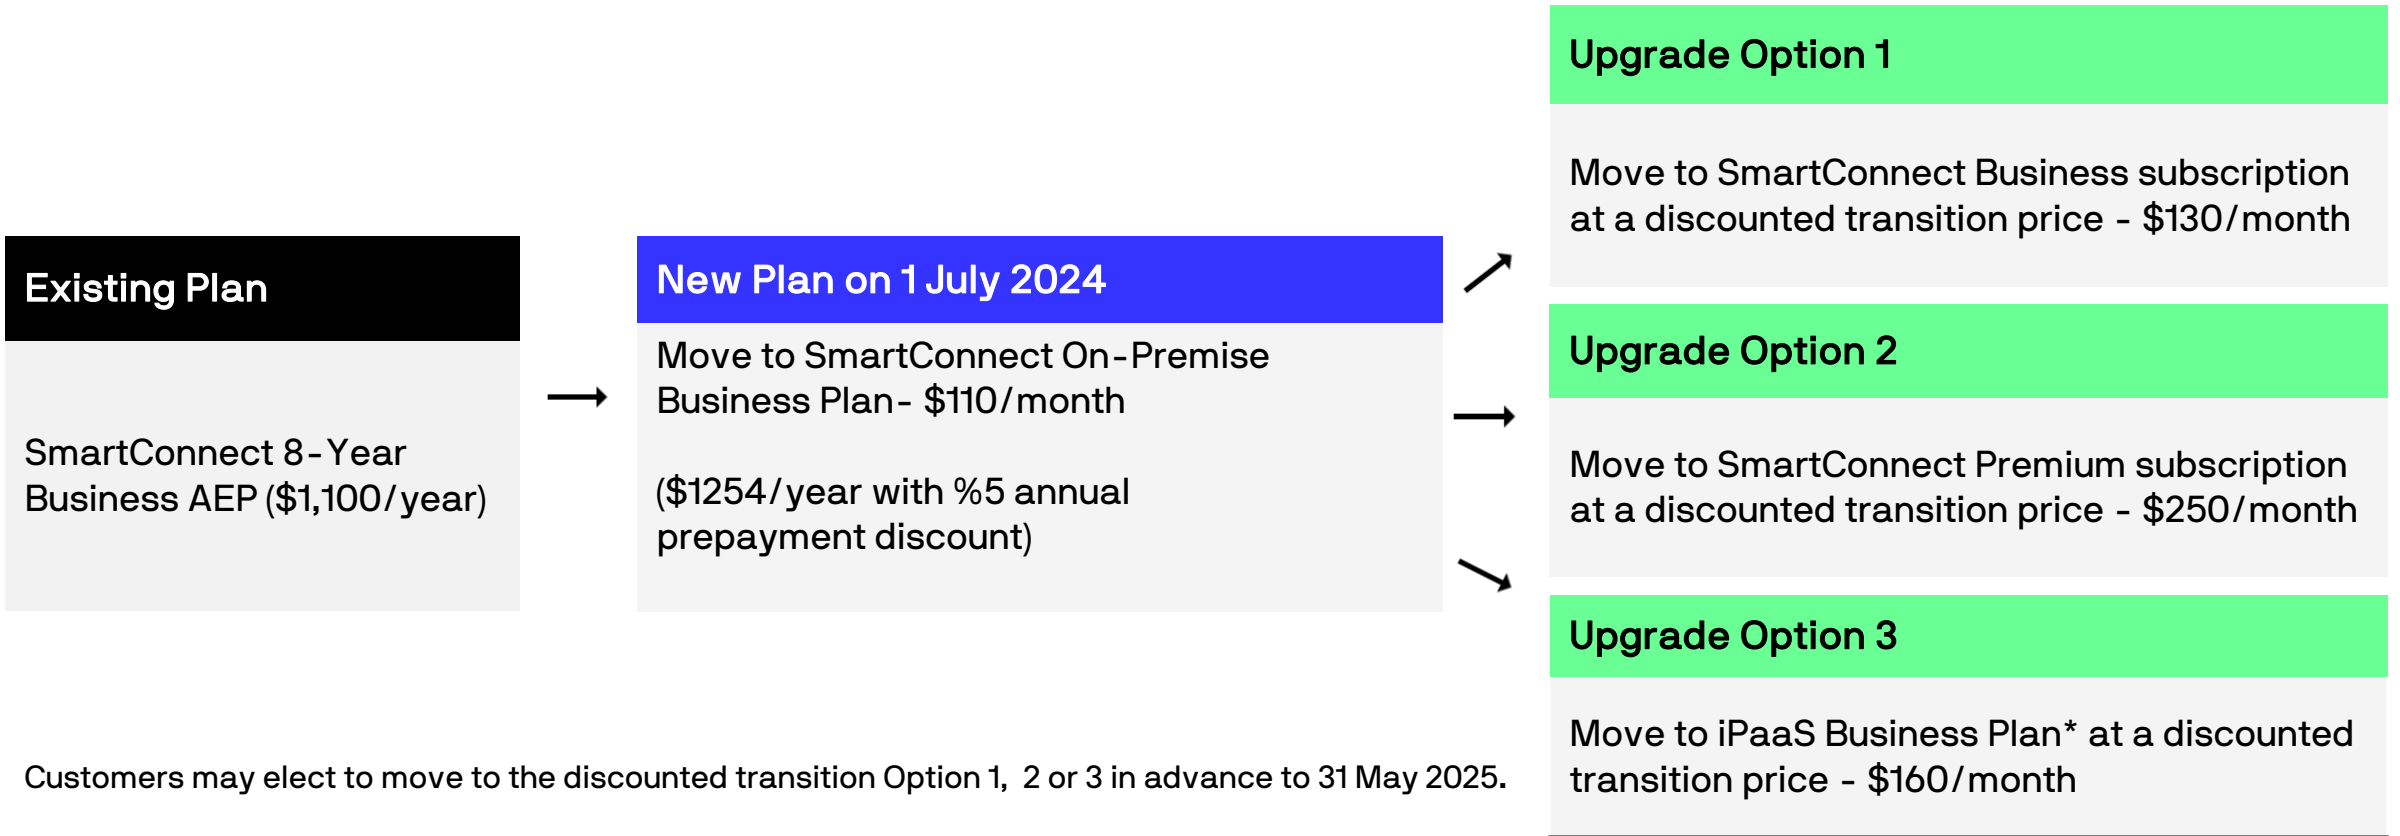 Existing Plan
SmartConnect 8-Year
Business AEP ($1,100/year)
New Plan on 1 July 2024
Move to SmartConnect On-Premise
Business Plan- $110/month
($1254/year with %5 annual
prepayment discount)
Upgrade Option 1
Move to SmartConnect Business subscription
at a discounted transition price - $130/month
Upgrade Option 2
Move to SmartConnect Premium subscription
at a discounted transition price - $250/month
Upgrade Option 3
Move to iPaaS Business Plan* at a discounted
transition price - $160/month
Customers may elect to move to the discounted transition Option 1, 2 or 3 in advance to 31 May 2025.